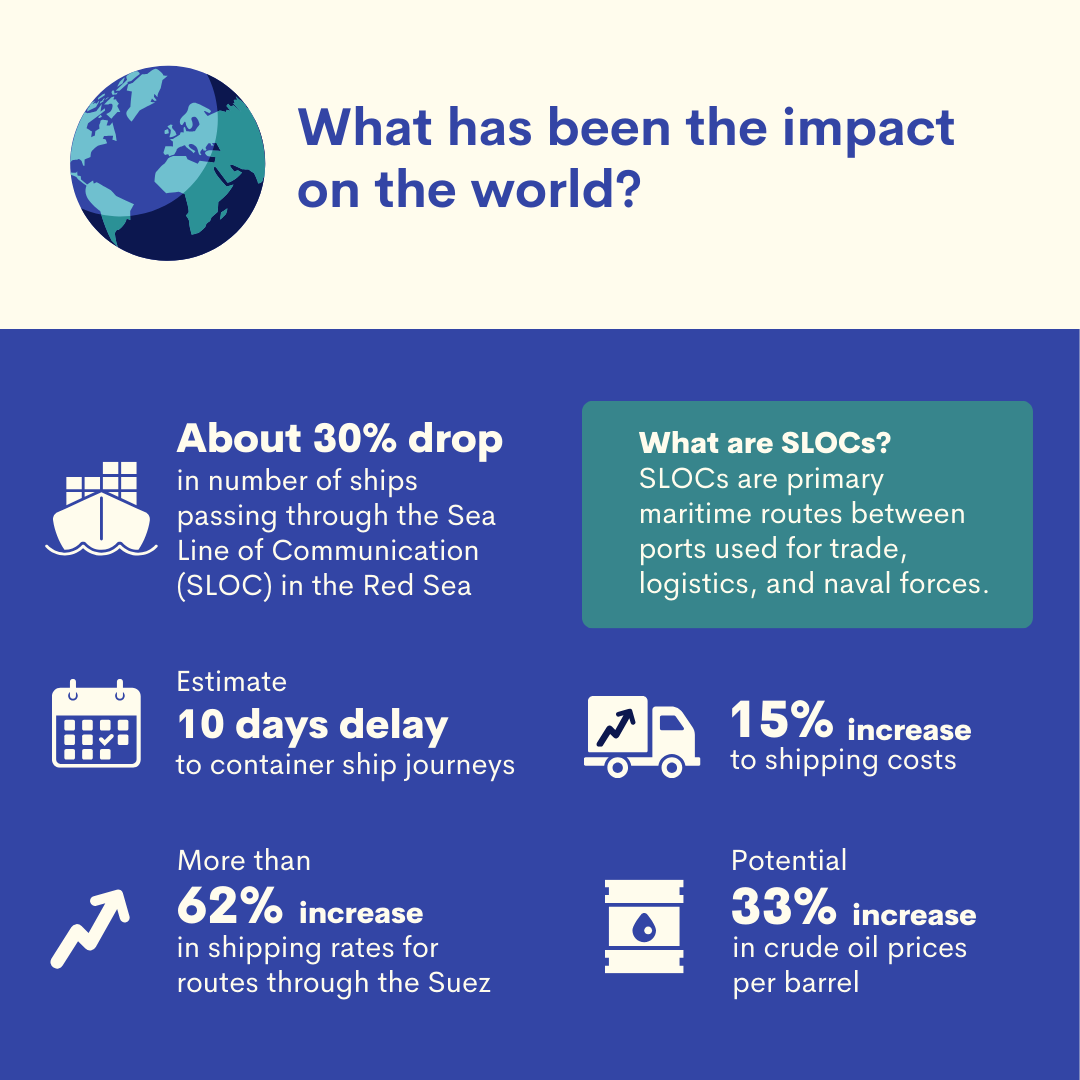 What has been the impact
on the world?
About 30% drop
in number of ships
passing through the Sea
Line of Communication
(SLOC) in the Red Sea
What are SLOCs?
SLOCs are primary
maritime routes between
ports used for trade,
logistics, and naval forces.
Estimate
10 days delay
to container ship journeys
15% increase
to shipping costs
More than
62% increase
in shipping rates for
routes through the Suez
Potential
33% increase
in crude oil prices
per barrel